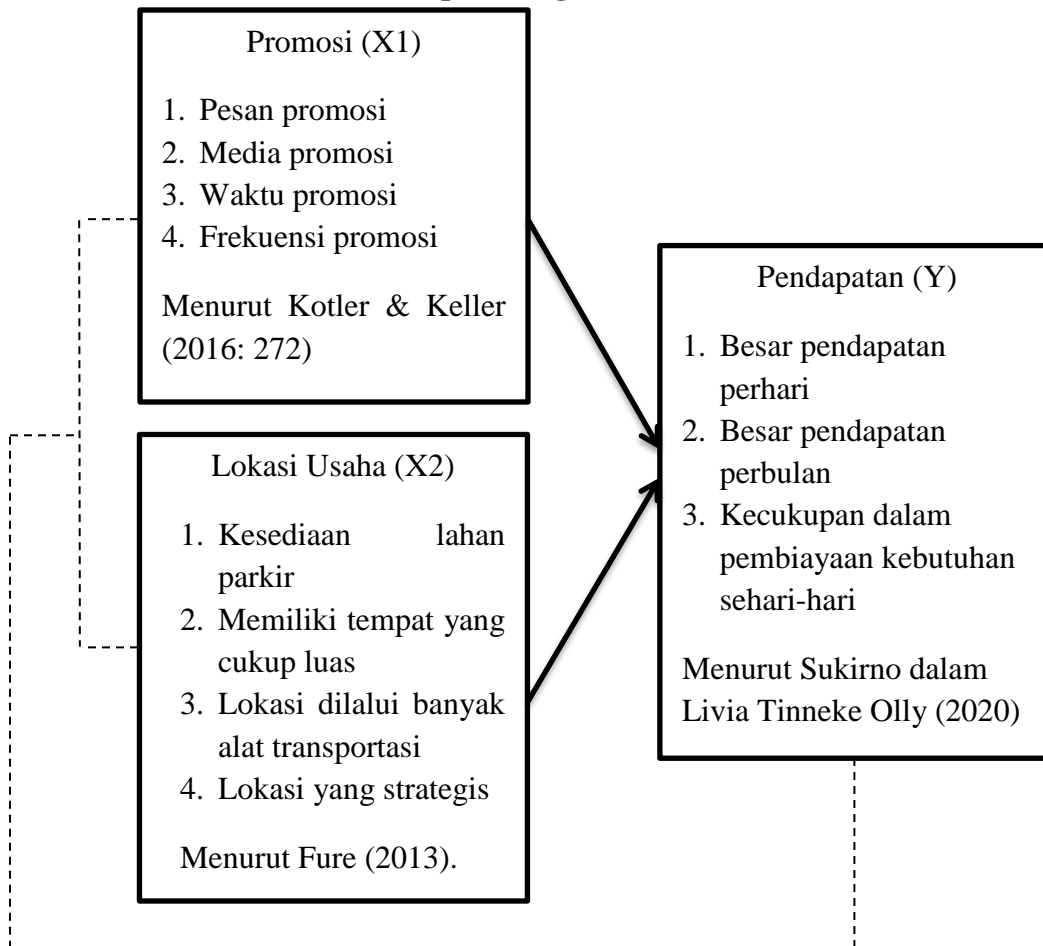 Promosi (X1)
1. Pesan promosi
2. Media promosi
3. Waktu promosi
4. Frekuensi promosi
Menurut Kotler & Keller
(2016: 272)
Lokasi Usaha (X2)
1. Kesediaan lahan
parkir
2. Memiliki tempat yang
cukup luas
3. Lokasi dilalui banyak
alat transportasi
4. Lokasi yang strategis
Menurut Fure (2013).
Pendapatan (Y)
1. Besar pendapatan
perhari
2. Besar pendapatan
perbulan
3. Kecukupan dalam
pembiayaan kebutuhan
sehari-hari
Menurut Sukirno dalam
Livia Tinneke Olly (2020)